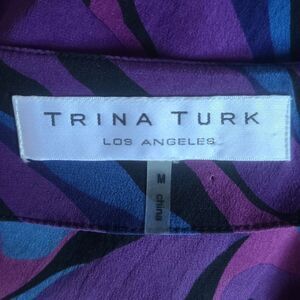 TRINA TURK
LOS ANGELES
M
china